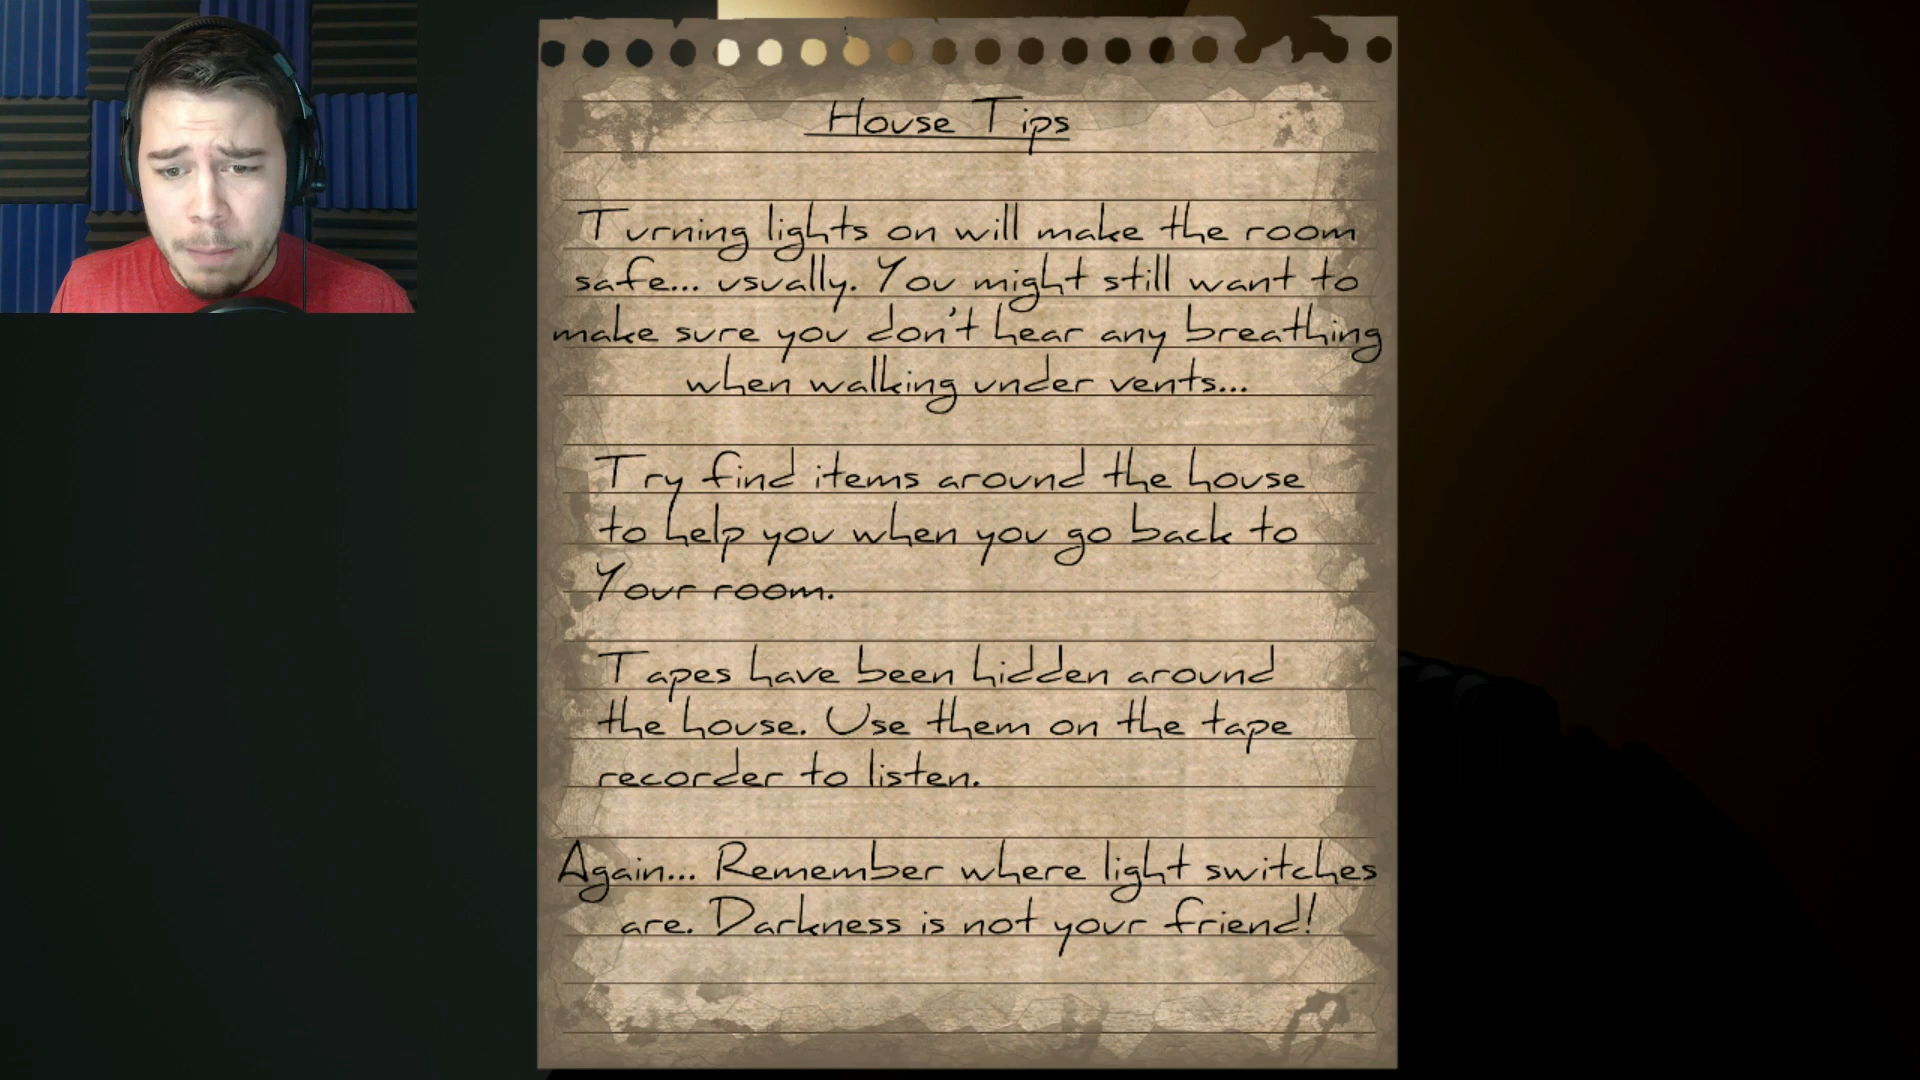 House Tips
Turning lights on will make the room
safe... usually. You might still want to
make sure you don't hear any breathing
when walking under vents...
Try find items around the house
to help you when you go back to
Your room.
Tapes have been hidden around
the house. Use them on the tape
recorder to listen.
Again... Remember where light switches
are. Darkness is not your friend!